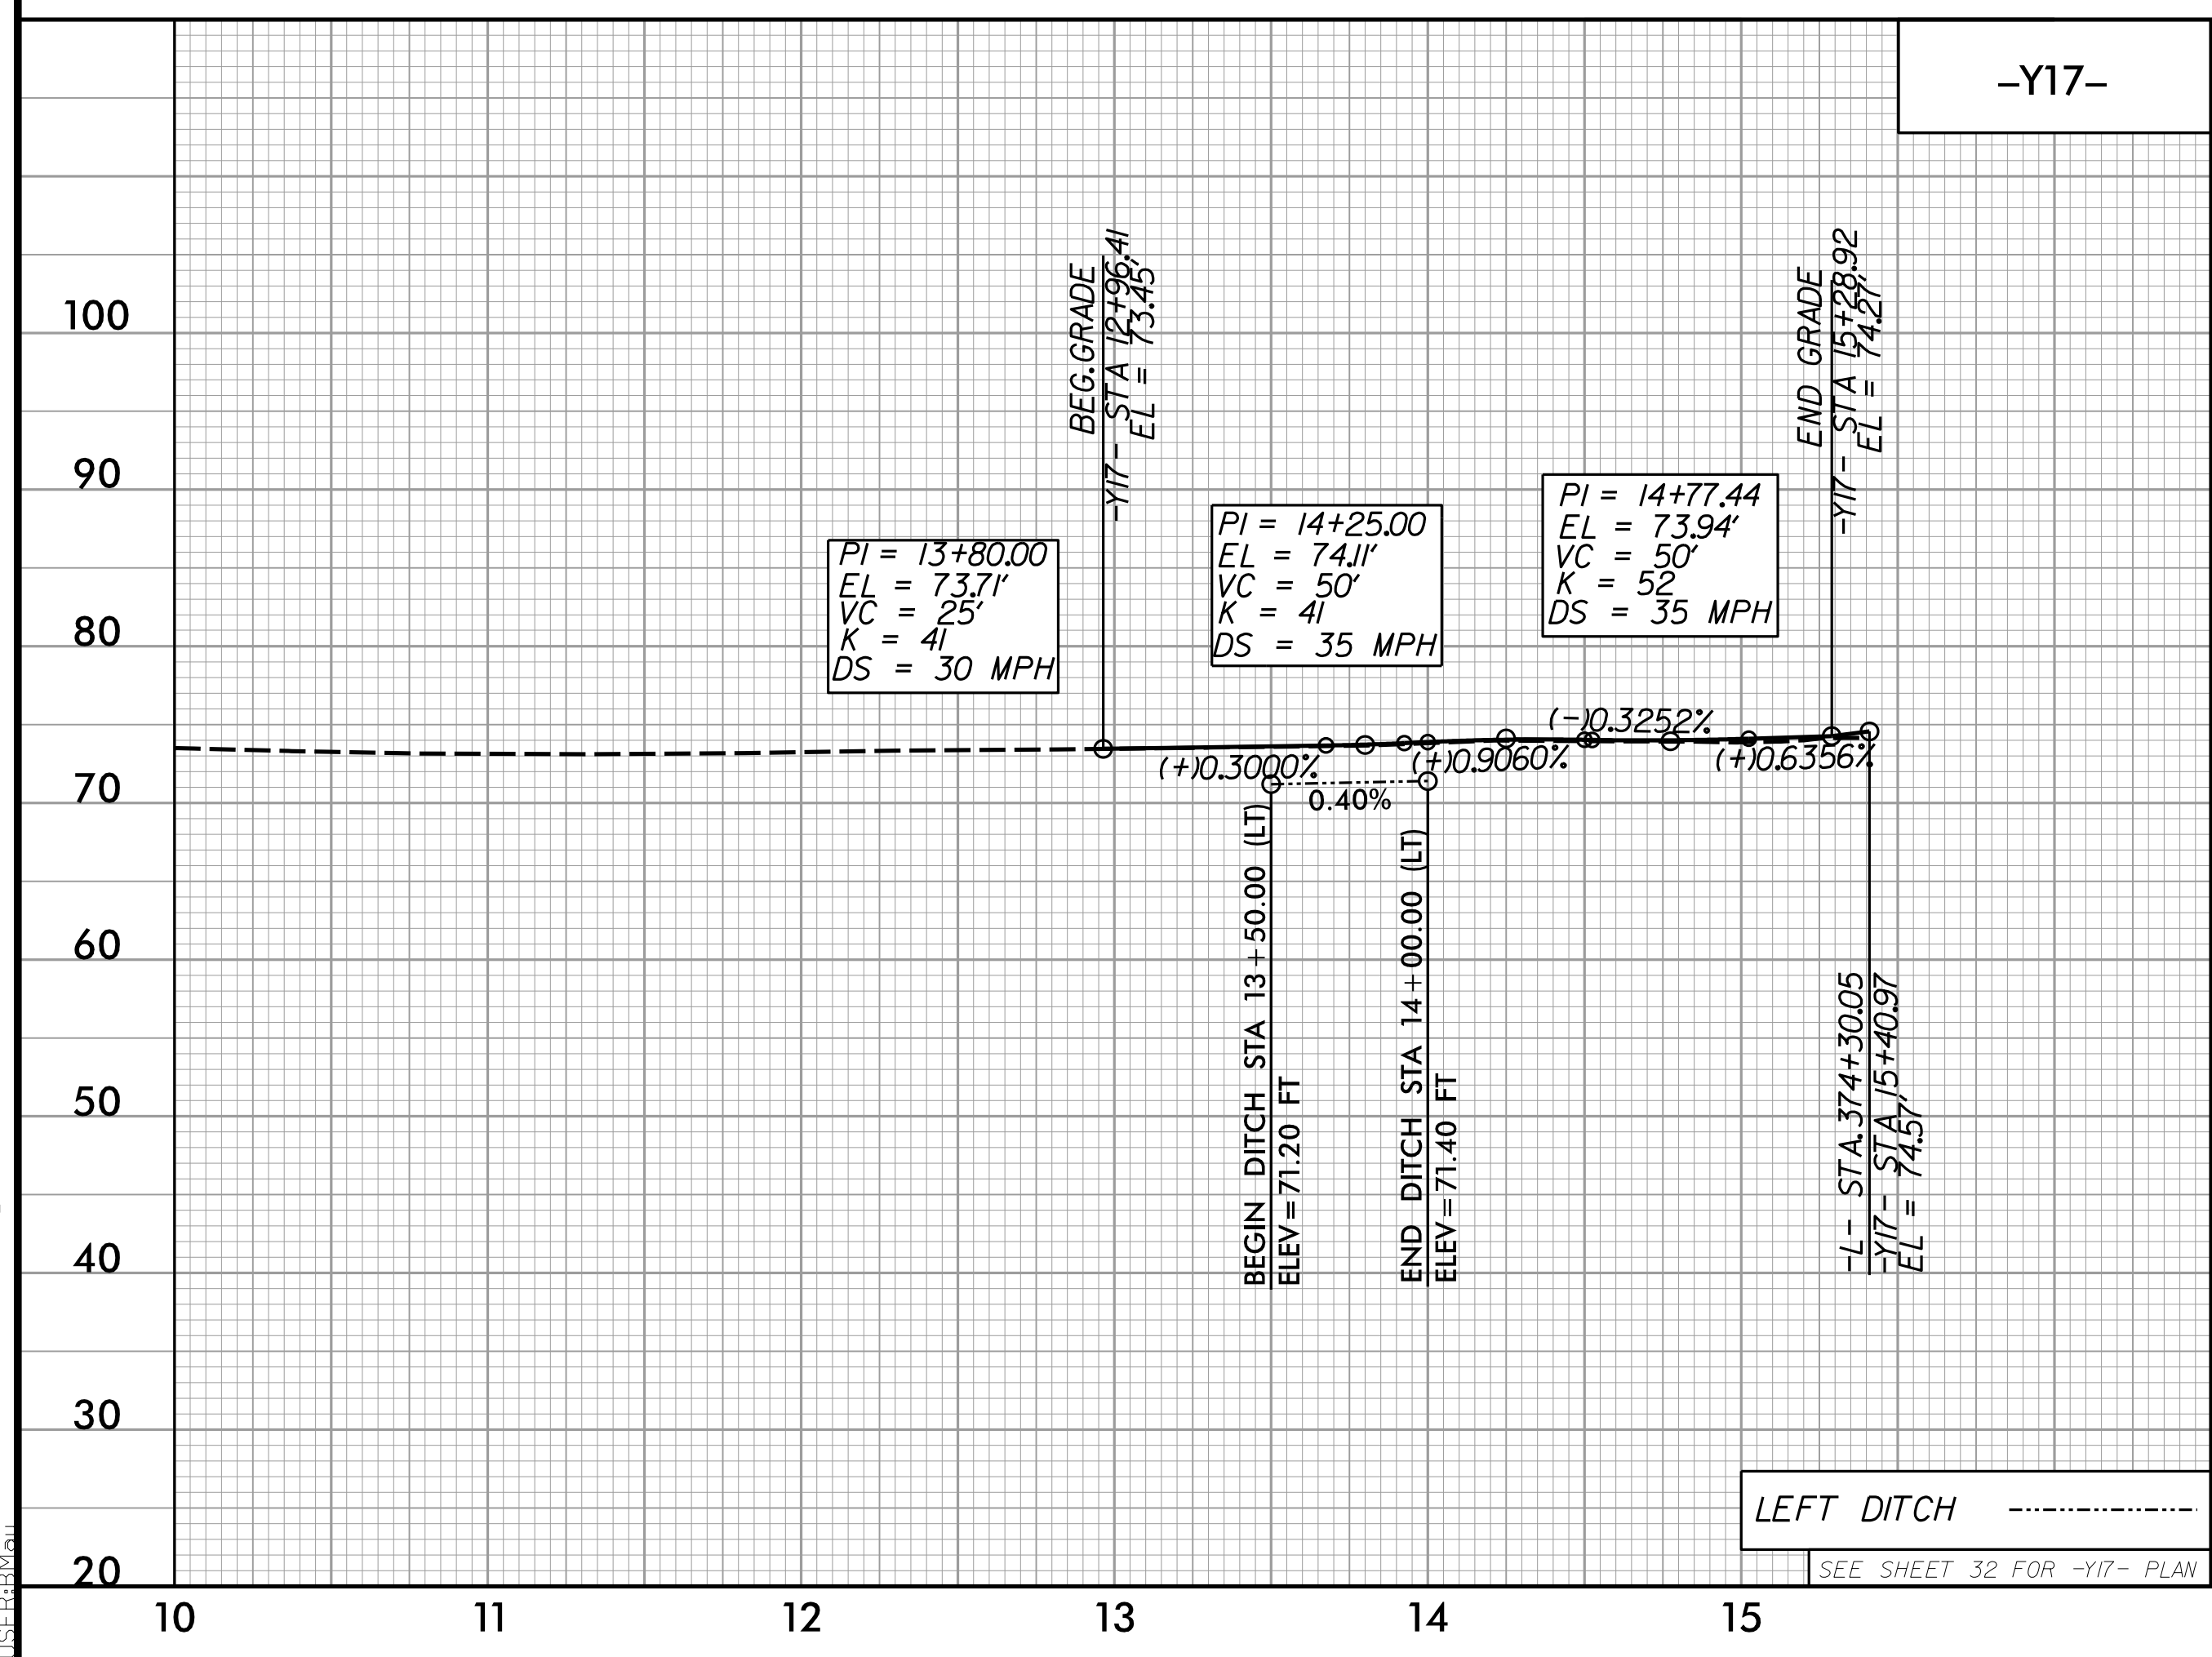 -Y17-
BEG. GRADE
-Y17- STA 12+96.41
EL = 73.45'
END GRADE
-Y17- STA 15+28.92
EL = 74.27'
PI = 13+80.00
EL = 73.71'
VC = 25'
K = 41
DS = 30 MPH
PI = 14+25.00
EL = 74.11'
VC = 50'
K = 41
DS = 35 MPH
PI = 14+77.44
EL = 73.94'
VC = 50'
K = 52
DS = 35 MPH
(+)0.3000%
(+)0.9060%
(-)0.3252%
(+)0.6356%
0.40%
BEGIN DITCH STA 13+50.00 (LT)
ELEV=71.20 FT
END DITCH STA 14+00.00 (LT)
ELEV=71.40 FT
-L- STA.374+30.05
-Y17- STA 15+40.97
EL = 74.57'
100
90
80
70
60
50
40
30
20
10
11
12
13
14
15
LEFT DITCH
SEE SHEET 32 FOR -Y17- PLAN